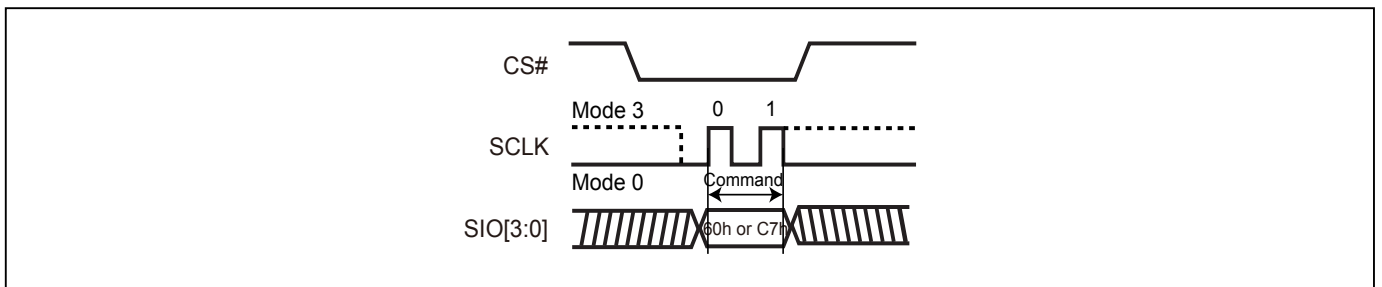 CS#
Mode 3 0 1
SCLK
Mode 0 Command
SIO[3:0] 60h or C7h